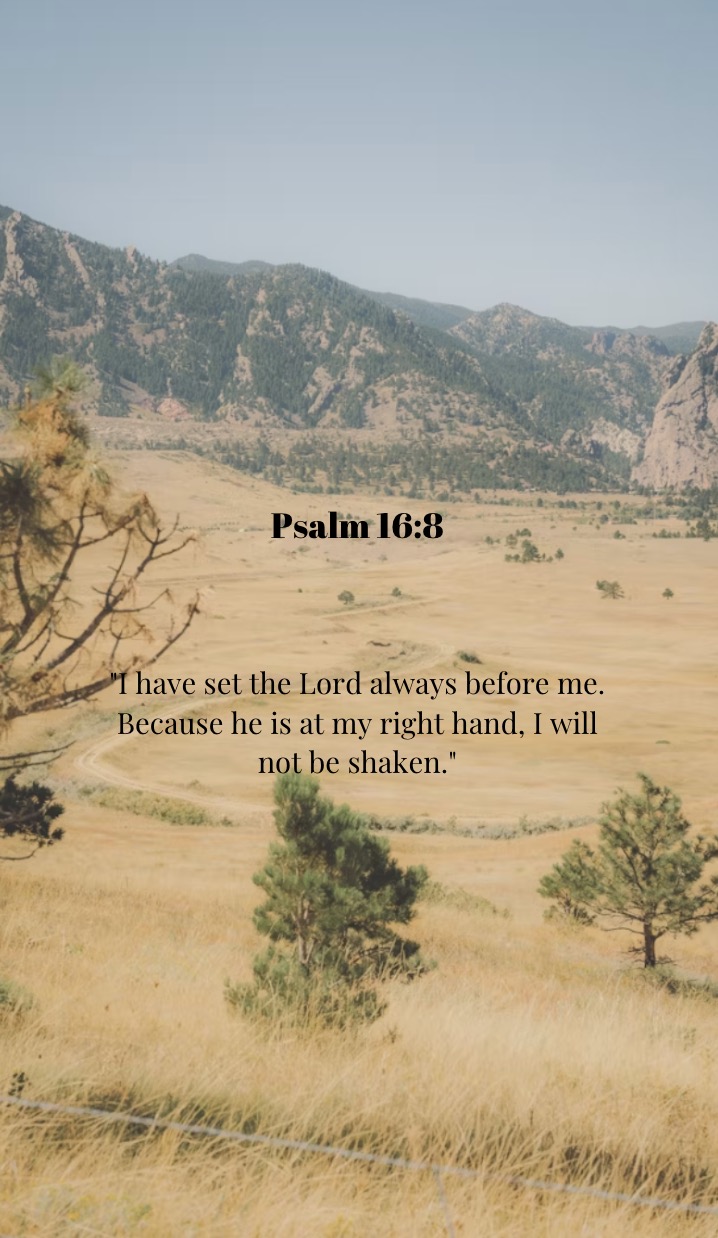 Psalm 16:8
"I have set the Lord always before me.
Because he is at my right hand, I will
not be shaken."